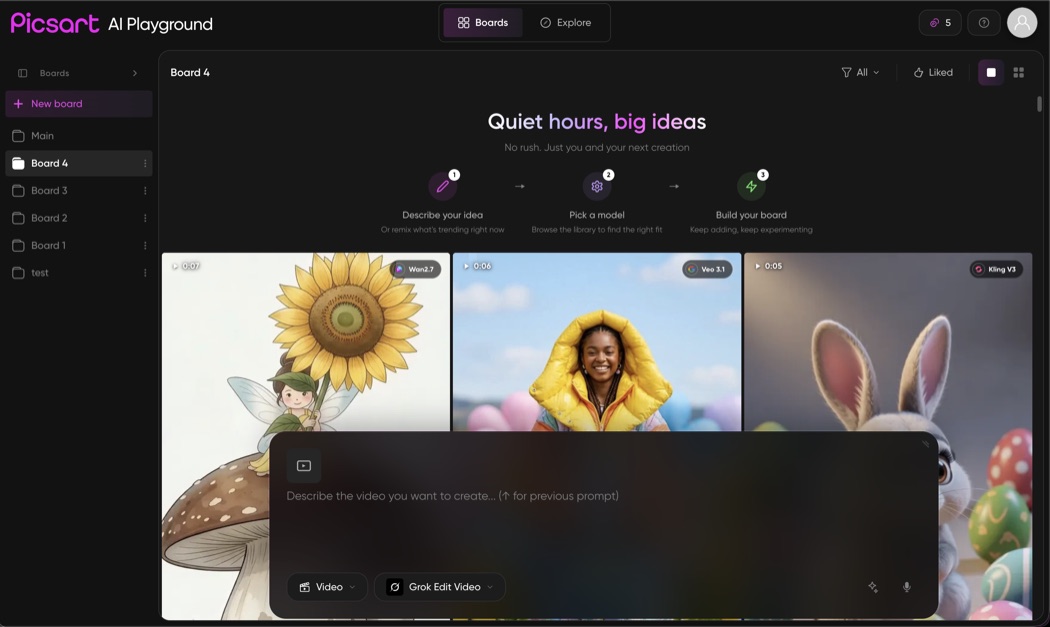 Picsart AI Playground
Boards
Explore
5
Boards
New board
Main
Board 4
Board 3
Board 2
Board 1
test
Board 4
All
Liked
Quiet hours, big ideas
No rush. Just you and your next creation
1
2
3
Describe your idea
Pick a model
Build your board
Or remix what's trending right now
Browse the library to find the right fit
Keep adding, keep experimenting
0:07
Wan2.7
0:06
Veo 3.1
0:05
Kling V3
Describe the video you want to create... (↑ for previous prompt)
Video
Grok Edit Video